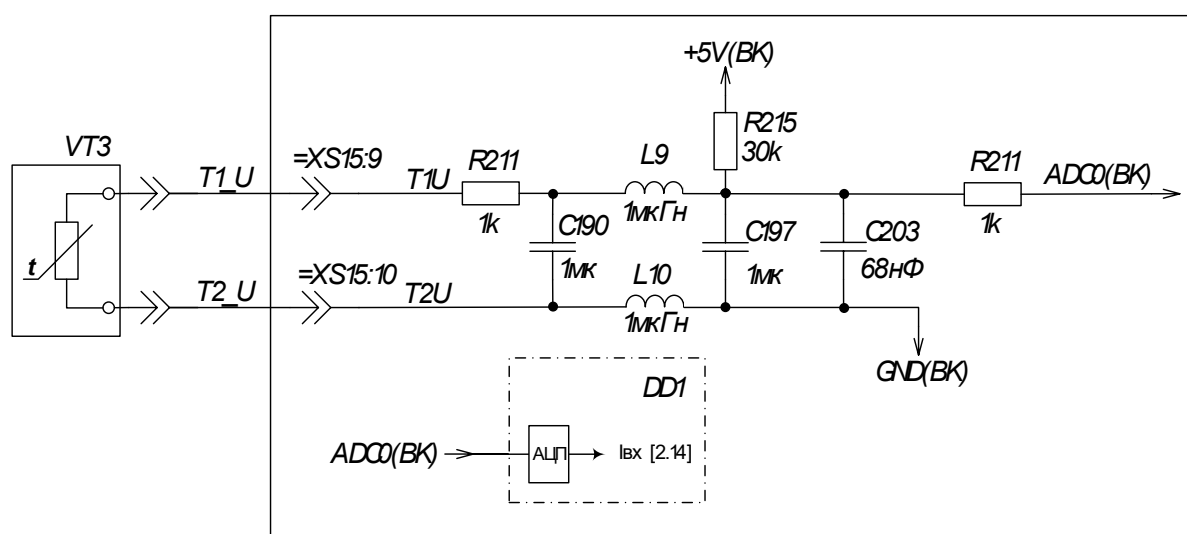 +5V(BK)
VT3
=XS15:9
R215
30k
T1_U
T1U
R211
L9
R211
ADC0(BK)
1k
1мкГн
1k
C190
C197
C203
t
1мк
1мк
68нФ
T2_U
=XS15:10
T2U
L10
1мкГн
GND(BK)
DD1
ADC0(BK)
АЦП
Iвх [2.14]